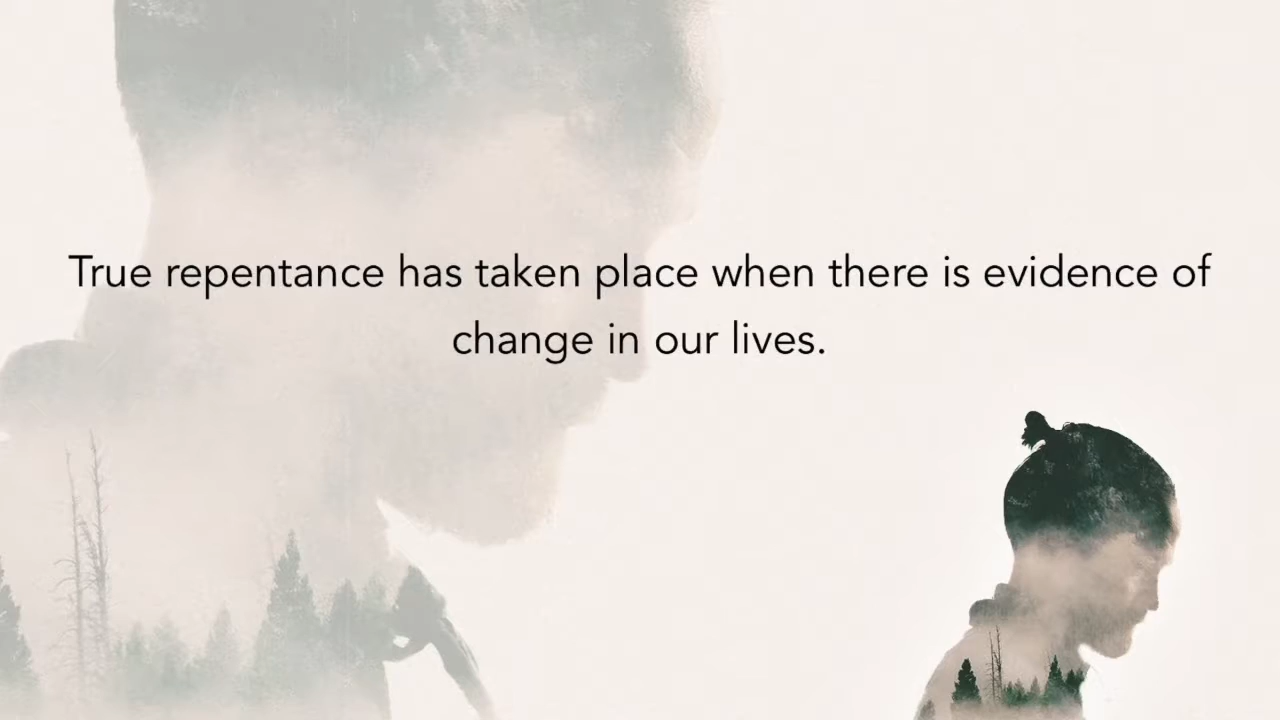 True repentance has taken place when there is evidence of
change in our lives.